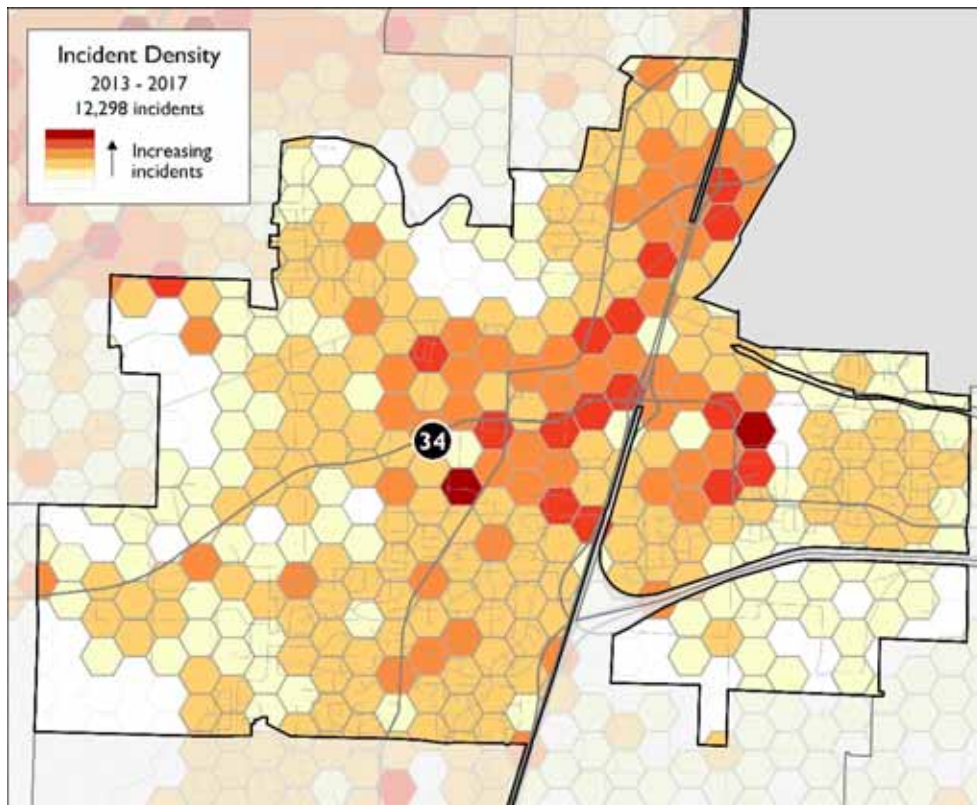 Incident Density
2013 - 2017
12,298 incidents
Increasing
incidents
34